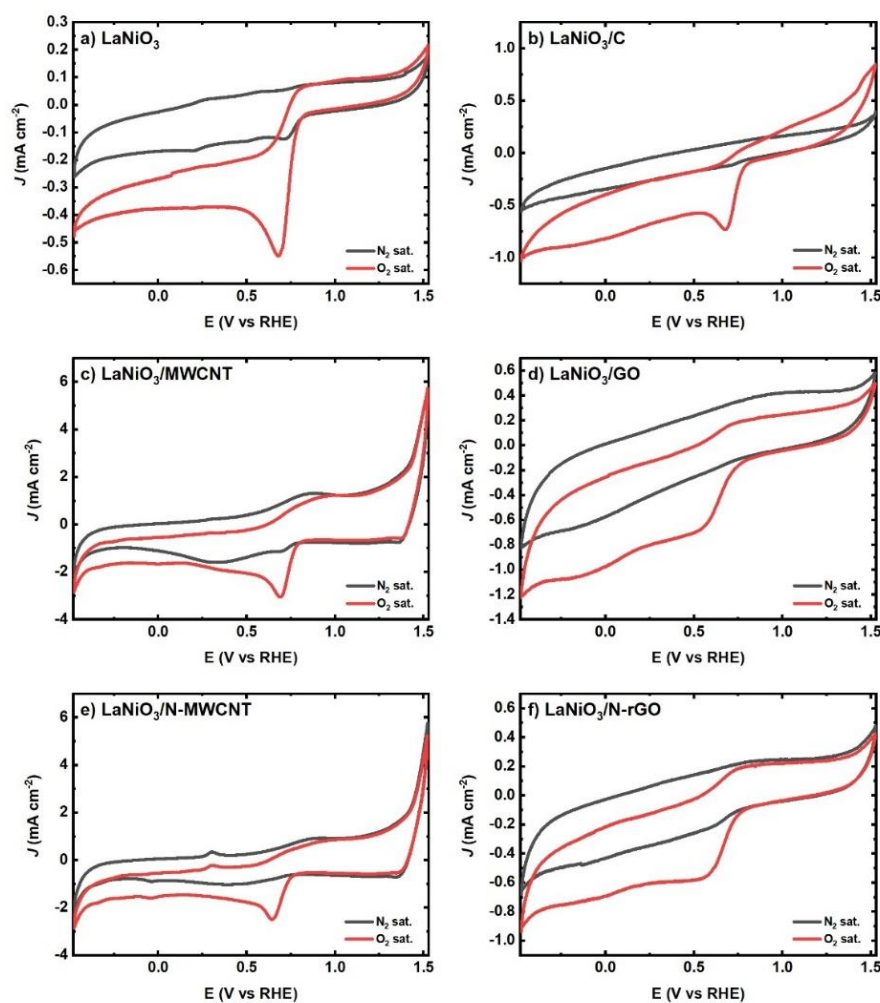 a) LaNiO₃
0.3
0.2
0.1
0.0
-0.1
-0.2
-0.3
-0.4
-0.5
-0.6
J (mA cm⁻²)
N₂ sat.
O₂ sat.
0.0 0.5 1.0 1.5
E (V vs RHE)
b) LaNiO₃/C
1.0
0.5
0.0
-0.5
-1.0
J (mA cm⁻²)
N₂ sat.
O₂ sat.
0.0 0.5 1.0 1.5
E (V vs RHE)
c) LaNiO₃/MWCNT
6
4
2
0
-2
-4
J (mA cm⁻²)
N₂ sat.
O₂ sat.
0.0 0.5 1.0 1.5
E (V vs RHE)
d) LaNiO₃/GO
0.6
0.4
0.2
0.0
-0.2
-0.4
-0.6
-0.8
-1.0
-1.2
-1.4
J (mA cm⁻²)
N₂ sat.
O₂ sat.
0.0 0.5 1.0 1.5
E (V vs RHE)
e) LaNiO₃/N-MWCNT
6
4
2
0
-2
-4
J (mA cm⁻²)
N₂ sat.
O₂ sat.
0.0 0.5 1.0 1.5
E (V vs RHE)
f) LaNiO₃/N-rGO
0.6
0.4
0.2
0.0
-0.2
-0.4
-0.6
-0.8
-1.0
J (mA cm⁻²)
N₂ sat.
O₂ sat.
0.0 0.5 1.0 1.5
E (V vs RHE)